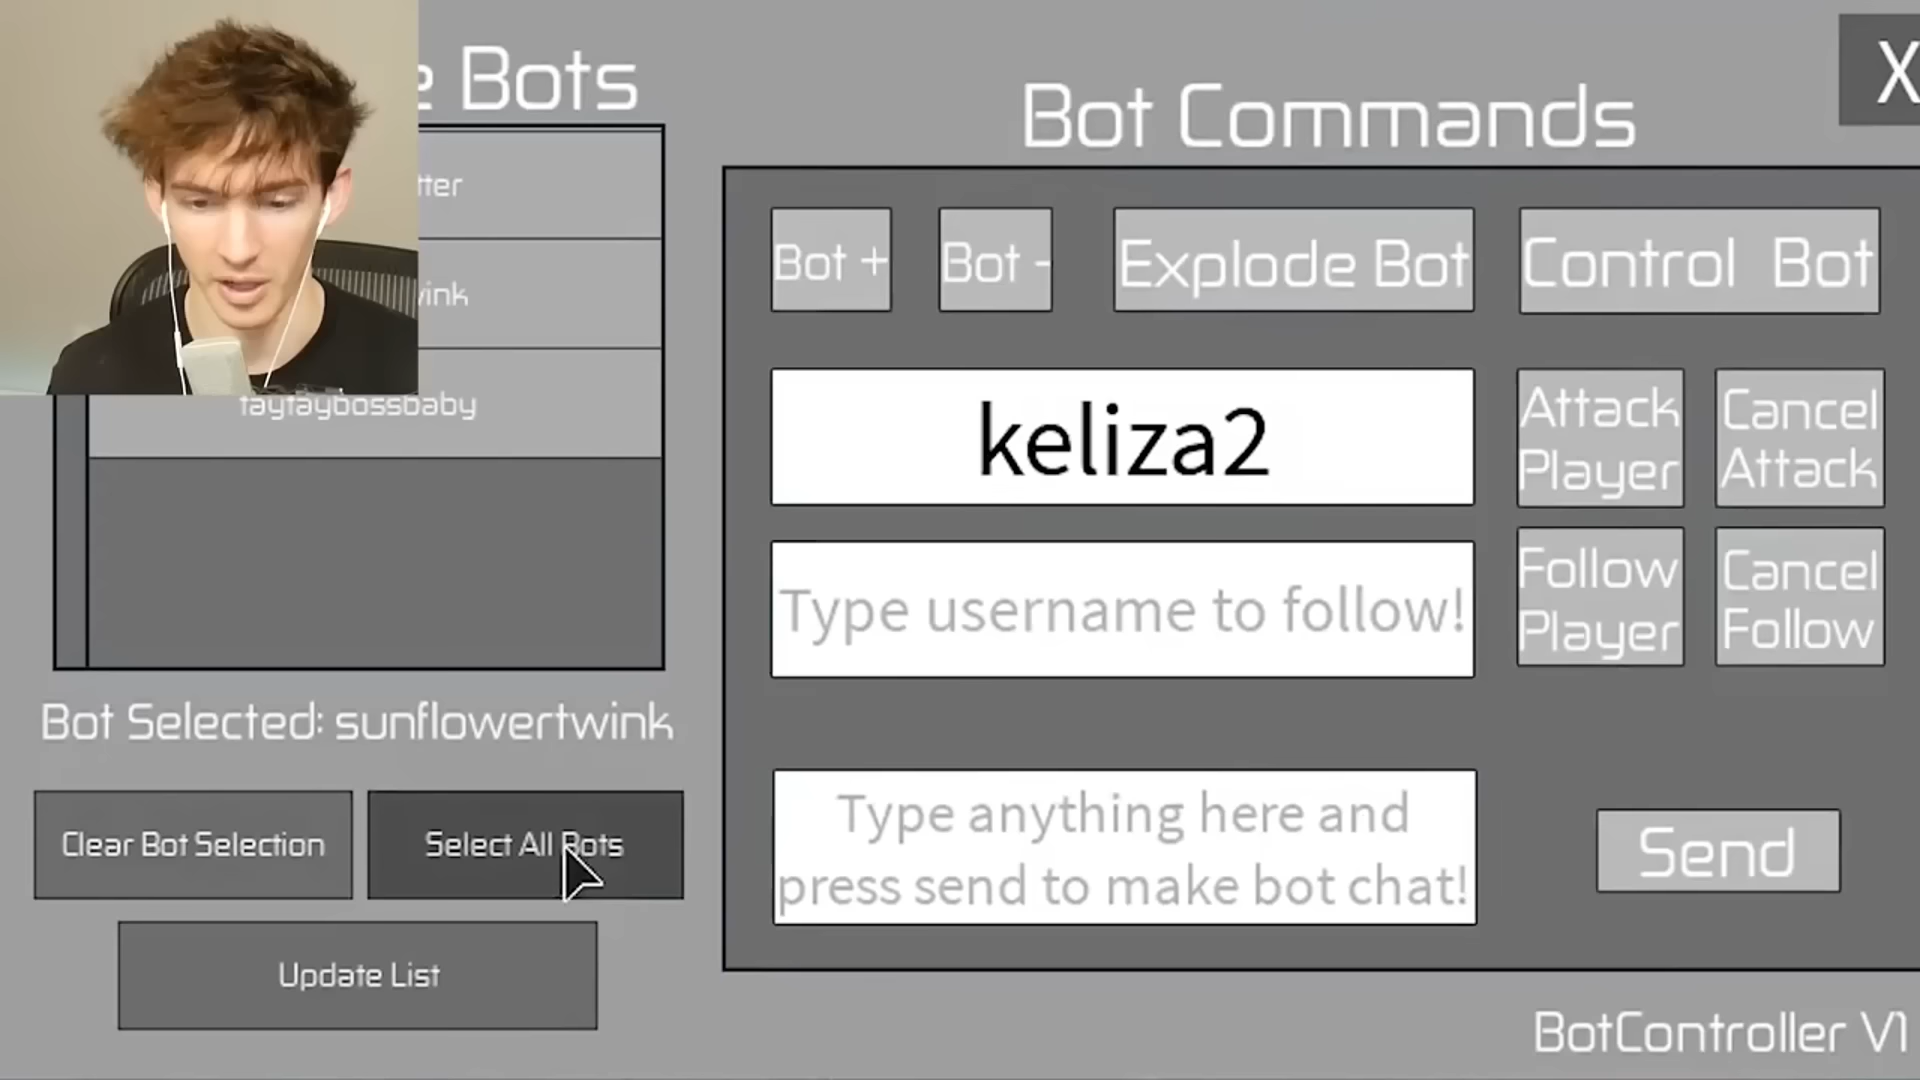 Bots
Bot Commands
X
Bot +
Bot -
Explode Bot
Control Bot
keliza2
Attack
Player
Cancel
Attack
Type username to follow!
Follow
Player
Cancel
Follow
taytaybossbaby
Bot Selected: sunflowertwink
Clear Bot Selection
Select All Bots
Update List
Type anything here and
press send to make bot chat!
Send
BotController V1